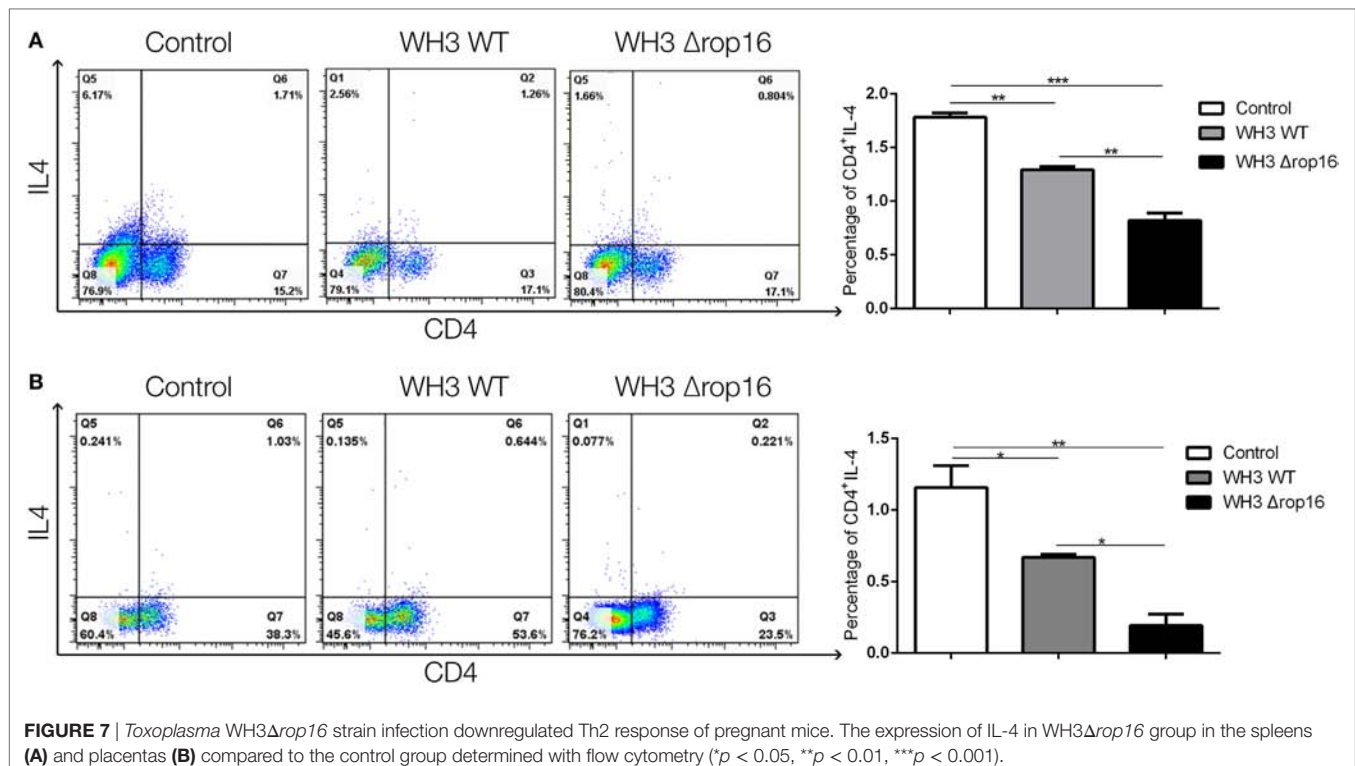 A
Control
WH3 WT
WH3 Δrop16
IL4
Q5
6.17%
Q6
1.71%
Q8
76.9%
Q7
15.2%
Q1
2.56%
Q2
1.26%
Q4
79.1%
Q3
17.1%
Q5
1.66%
Q6
0.804%
Q8
80.4%
Q7
17.1%
CD4
Percentage of CD4+IL-4
2.0
1.5
1.0
0.5
0.0
***
**
**
Control
WH3 WT
WH3 Δrop16
B
Control
WH3 WT
WH3 Δrop16
IL4
Q5
0.241%
Q6
1.03%
Q8
60.4%
Q7
38.3%
Q5
0.135%
Q6
0.644%
Q8
45.6%
Q7
53.6%
Q1
0.077%
Q2
0.221%
Q4
76.2%
Q3
23.5%
CD4
Percentage of CD4+IL-4
1.5
1.0
0.5
0.0
**
*
*
Control
WH3 WT
WH3 Δrop16
FIGURE 7 | Toxoplasma WH3Δrop16 strain infection downregulated Th2 response of pregnant mice. The expression of IL-4 in WH3Δrop16 group in the spleens
(A) and placentas (B) compared to the control group determined with flow cytometry (*p < 0.05, **p < 0.01, ***p < 0.001).